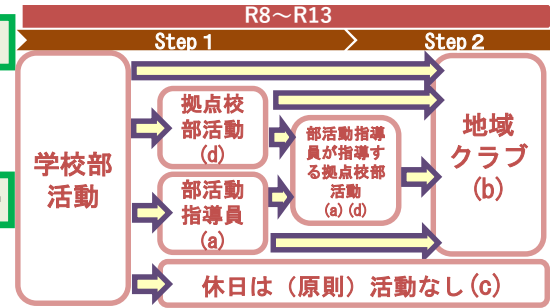 R8～R13
Step 1
Step 2
学校部
活動
拠点校
部活動
(d)
部活動
指導員
(a)
部活動指導
員が指導す
る拠点校部
活動
(a)(d)
地域
クラブ
(b)
休日は（原則）活動なし(c)